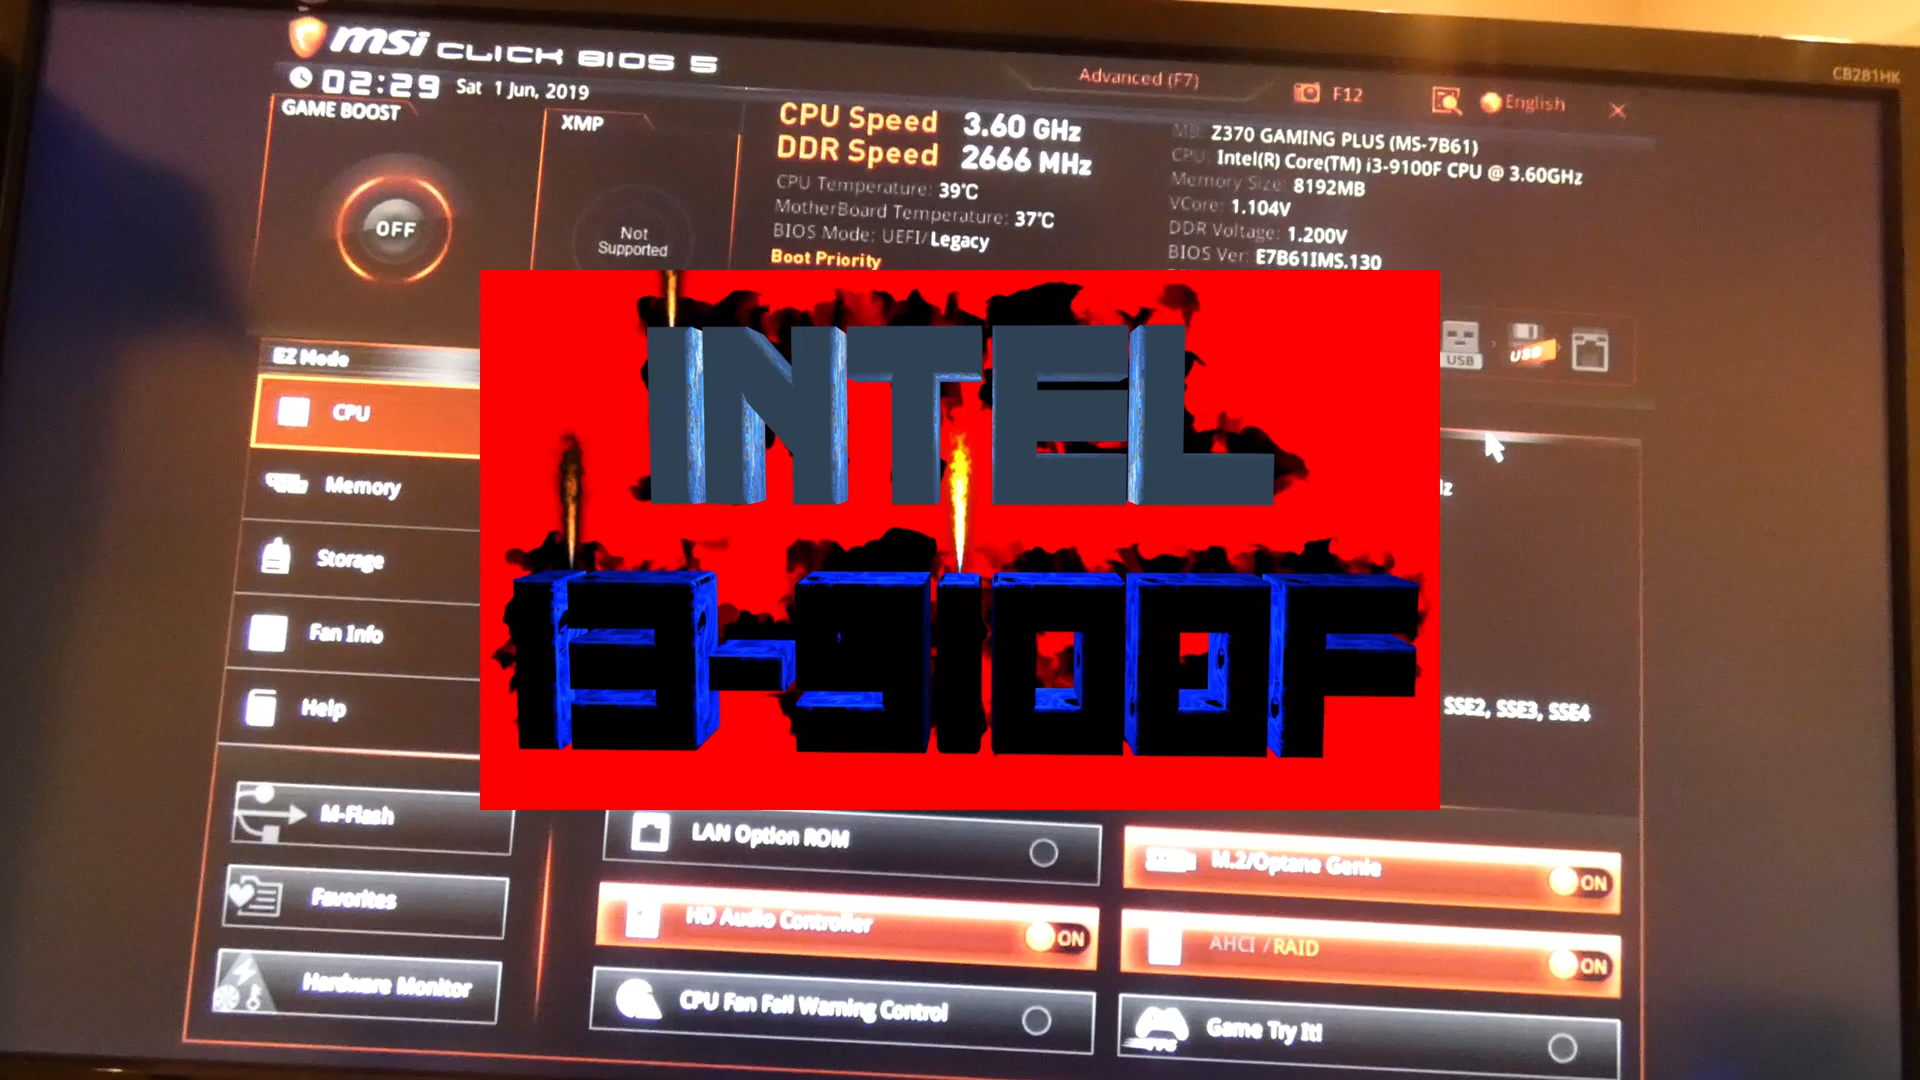 msi CLICK BIOS 5
CB281HK
02:29 Sat 1 Jun, 2019
Advanced (F7)
F12
English
GAME BOOST
OFF
XMP
Not
Supported
CPU Speed 3.60 GHz
DDR Speed 2666 MHz
CPU Temperature: 39°C
MotherBoard Temperature: 37°C
BIOS Mode: UEFI/Legacy
Boot Priority
MB: Z370 GAMING PLUS (MS-7B61)
CPU: Intel(R) Core(TM) i3-9100F CPU @ 3.60GHz
Memory Size: 8192MB
VCore: 1.104V
DDR Voltage: 1.200V
BIOS Ver: E7B61IMS.130
USB
USB
EZ Mode
CPU
Memory
Storage
Fan Info
Help
INTEL
I3-9100F
SSE2, SSE3, SSE4
M-Flash
Favorites
Hardware Monitor
LAN Option ROM
HD Audio Controller ON
CPU Fan Fail Warning Control
M.2/Optane Genie ON
AHCI /RAID ON
Game Try It!